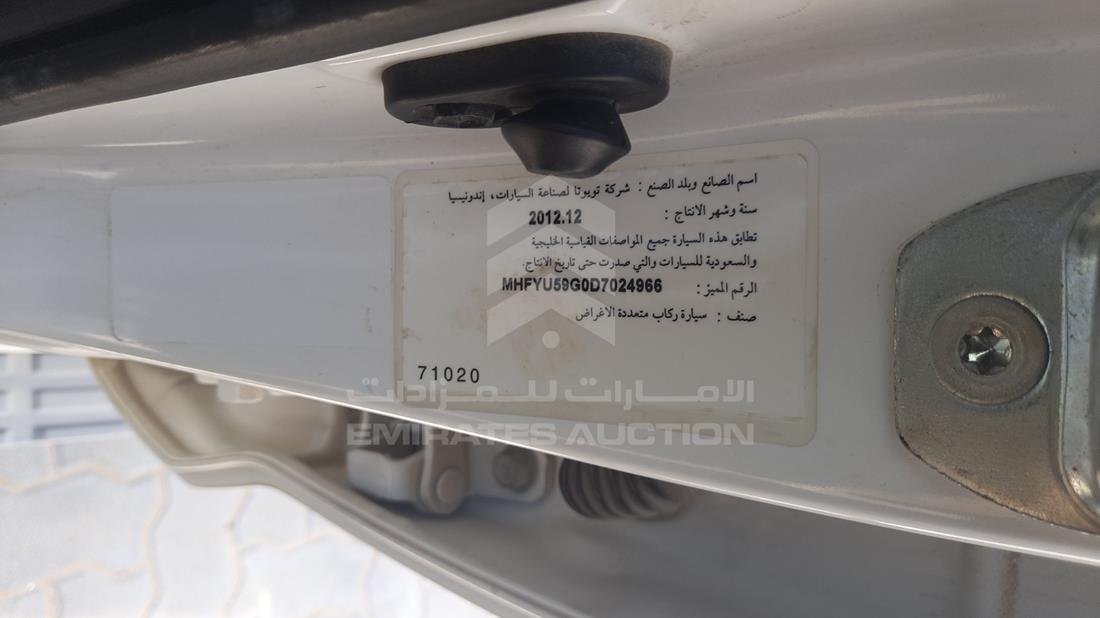 اسم الصانع وبلد الصنع : شركة تويوتا لصناعة السيارات، إندونيسيا
سنة وشهر الانتاج : 2012.12
تطابق هذه السيارة جميع المواصفات القياسية الخليجية
والسعودية للسيارات والتي صدرت حتى تاريخ الانتاج.
الرقم المميز : MHFYU59G0D7024966
صنف : سيارة ركاب متعددة الاغراض
71020
الامارات للمزادات
EMIRATES AUCTION